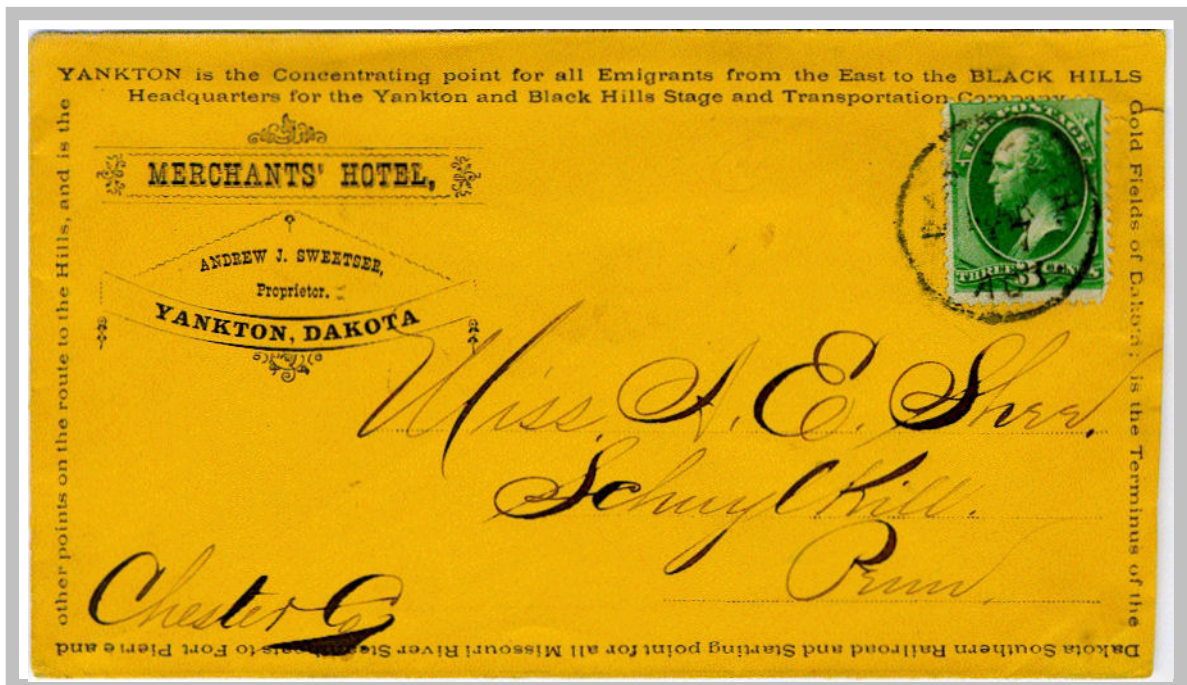 YANKTON is the Concentrating point for all Emigrants from the East to the BLACK HILLS
Headquarters for the Yankton and Black Hills Stage and Transportation Company
Gold Fields of Dakota; is the Terminus of the
Dakota Southern Railroad and Starting point for all Missouri River Steamboats to Fort Pierre and
other points on the route to the Hills, and is the
MERCHANTS' HOTEL,
ANDREW J. SWEETSER,
Proprietor.
YANKTON, DAKOTA
U.S. POSTAGE
THREE 3 CENTS
Miss. A. E. Sherr.
Schuylkill.
Penn.
Chester Co